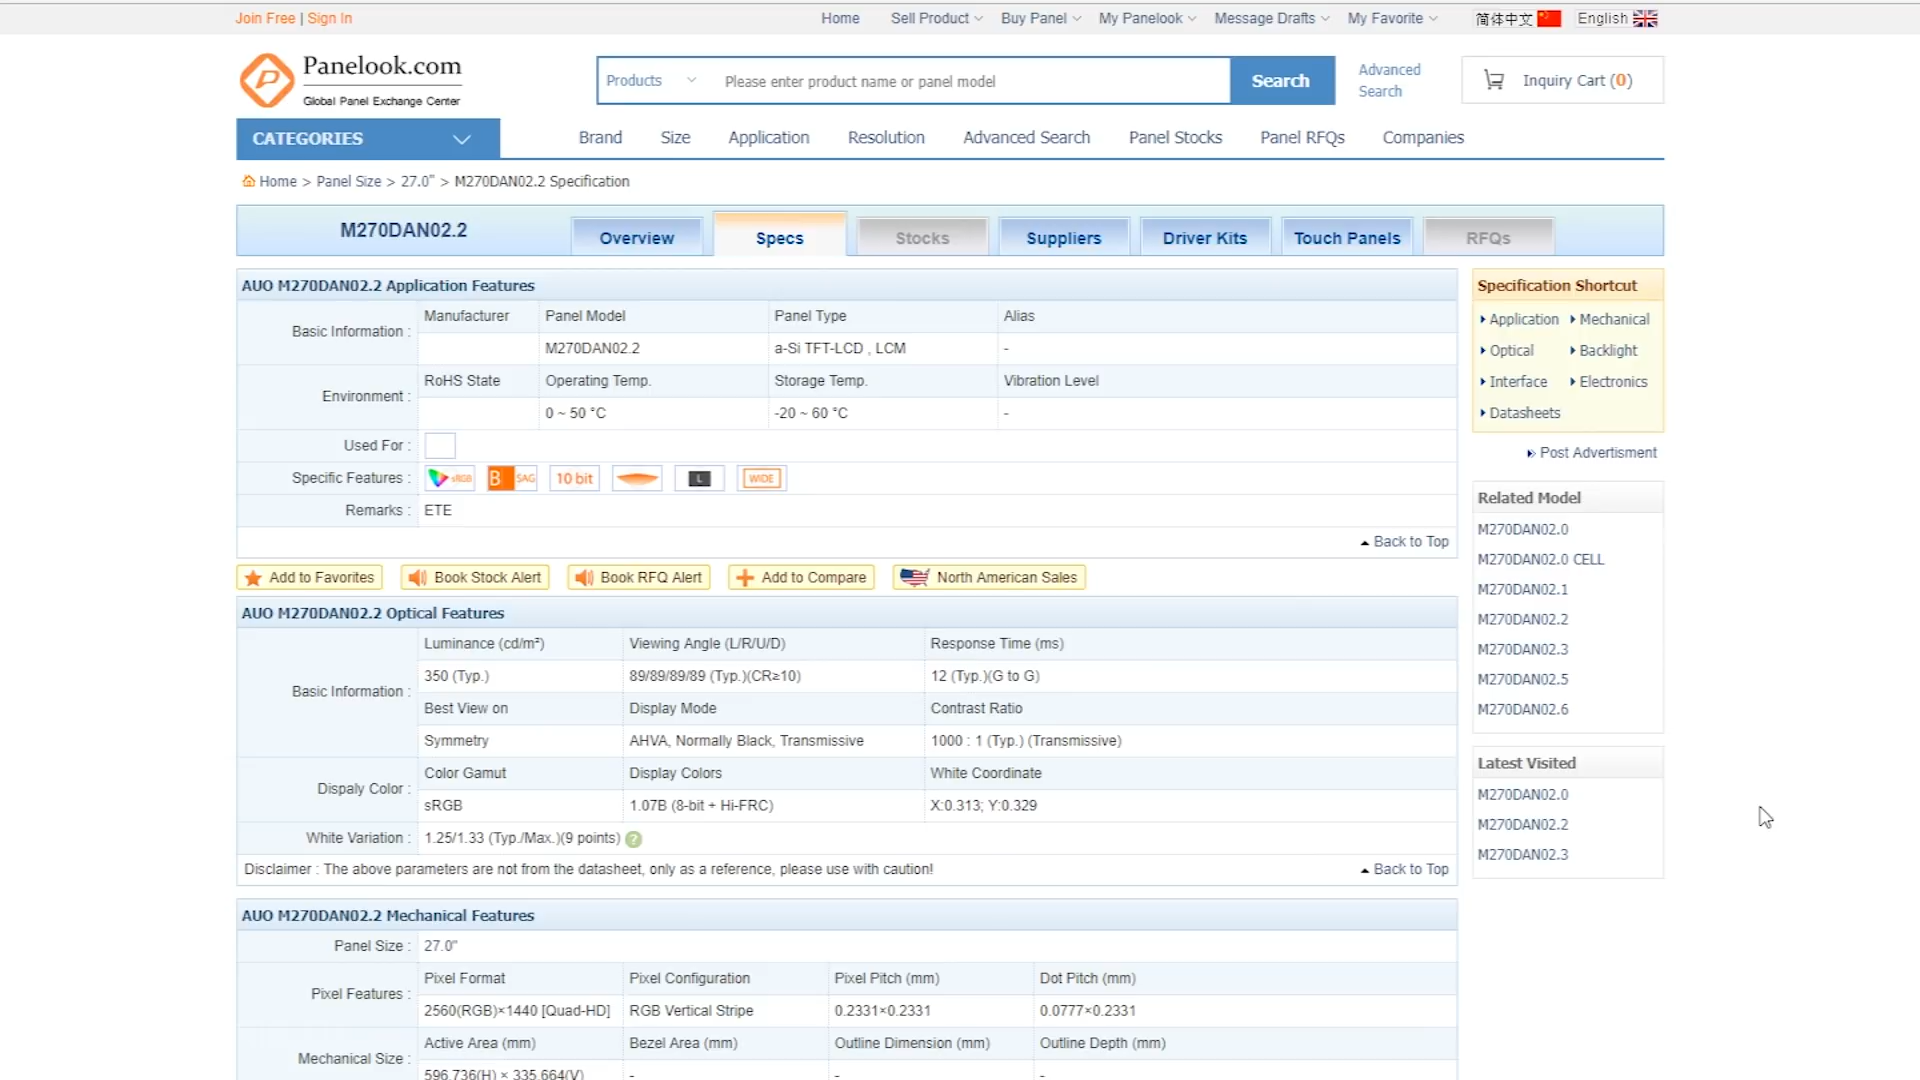 Join Free | Sign In
Home Sell Product Buy Panel My Panelook Message Drafts My Favorite 简体中文 English
Panelook.com
Global Panel Exchange Center
Products Please enter product name or panel model Search
Advanced Search
Inquiry Cart (0)
CATEGORIES Brand Size Application Resolution Advanced Search Panel Stocks Panel RFQs Companies
Home > Panel Size > 27.0" > M270DAN02.2 Specification
M270DAN02.2 Overview Specs Stocks Suppliers Driver Kits Touch Panels RFQs
AUO M270DAN02.2 Application Features
Basic Information :
Manufacturer Panel Model Panel Type Alias
M270DAN02.2 a-Si TFT-LCD , LCM -
Environment :
RoHS State Operating Temp. Storage Temp. Vibration Level
0 ~ 50 °C -20 ~ 60 °C -
Used For :
Specific Features : sRGB B SAG 10 bit L WIDE
Remarks : ETE
Back to Top
Add to Favorites Book Stock Alert Book RFQ Alert Add to Compare North American Sales
AUO M270DAN02.2 Optical Features
Basic Information :
Luminance (cd/m²) Viewing Angle (L/R/U/D) Response Time (ms)
350 (Typ.) 89/89/89/89 (Typ.)(CR≥10) 12 (Typ.)(G to G)
Best View on Display Mode Contrast Ratio
Symmetry AHVA, Normally Black, Transmissive 1000 : 1 (Typ.) (Transmissive)
Dispaly Color :
Color Gamut Display Colors White Coordinate
sRGB 1.07B (8-bit + Hi-FRC) X:0.313; Y:0.329
White Variation : 1.25/1.33 (Typ./Max.)(9 points) ?
Disclaimer : The above parameters are not from the datasheet, only as a reference, please use with caution! Back to Top
AUO M270DAN02.2 Mechanical Features
Panel Size : 27.0"
Pixel Features :
Pixel Format Pixel Configuration Pixel Pitch (mm) Dot Pitch (mm)
2560(RGB)×1440 [Quad-HD] RGB Vertical Stripe 0.2331×0.2331 0.0777×0.2331
Mechanical Size :
Active Area (mm) Bezel Area (mm) Outline Dimension (mm) Outline Depth (mm)
596.736(H) × 335.664(V) - - -
Specification Shortcut
Application Mechanical
Optical Backlight
Interface Electronics
Datasheets
Post Advertisment
Related Model
M270DAN02.0
M270DAN02.0 CELL
M270DAN02.1
M270DAN02.2
M270DAN02.3
M270DAN02.5
M270DAN02.6
Latest Visited
M270DAN02.0
M270DAN02.2
M270DAN02.3